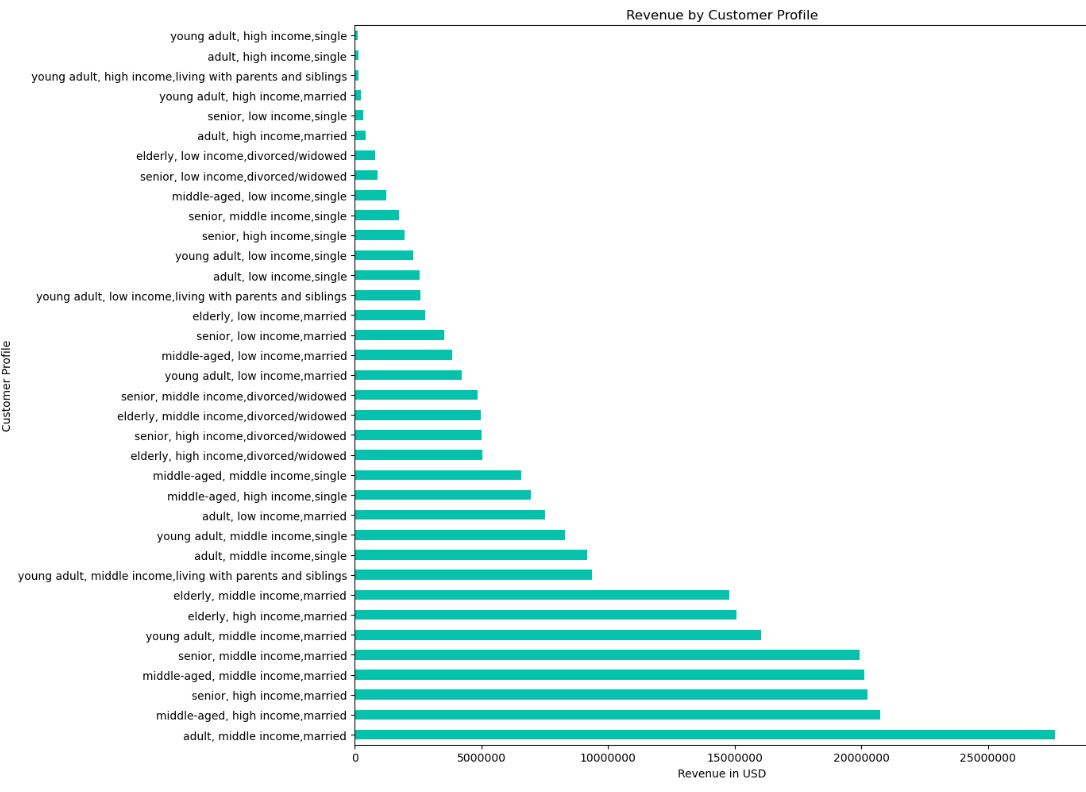 Revenue by Customer Profile
young adult, high income,single
adult, high income,single
young adult, high income,living with parents and siblings
young adult, high income,married
senior, low income,single
adult, high income,married
elderly, low income,divorced/widowed
senior, low income,divorced/widowed
middle-aged, low income,single
senior, middle income,single
senior, high income,single
young adult, low income,single
adult, low income,single
young adult, low income,living with parents and siblings
elderly, low income,married
senior, low income,married
middle-aged, low income,married
young adult, low income,married
senior, middle income,divorced/widowed
elderly, middle income,divorced/widowed
senior, high income,divorced/widowed
elderly, high income,divorced/widowed
middle-aged, middle income,single
middle-aged, high income,single
adult, low income,married
young adult, middle income,single
adult, middle income,single
young adult, middle income,living with parents and siblings
elderly, middle income,married
elderly, high income,married
young adult, middle income,married
senior, middle income,married
middle-aged, middle income,married
senior, high income,married
middle-aged, high income,married
adult, middle income,married
Customer Profile
0 5000000 10000000 15000000 20000000 25000000
Revenue in USD